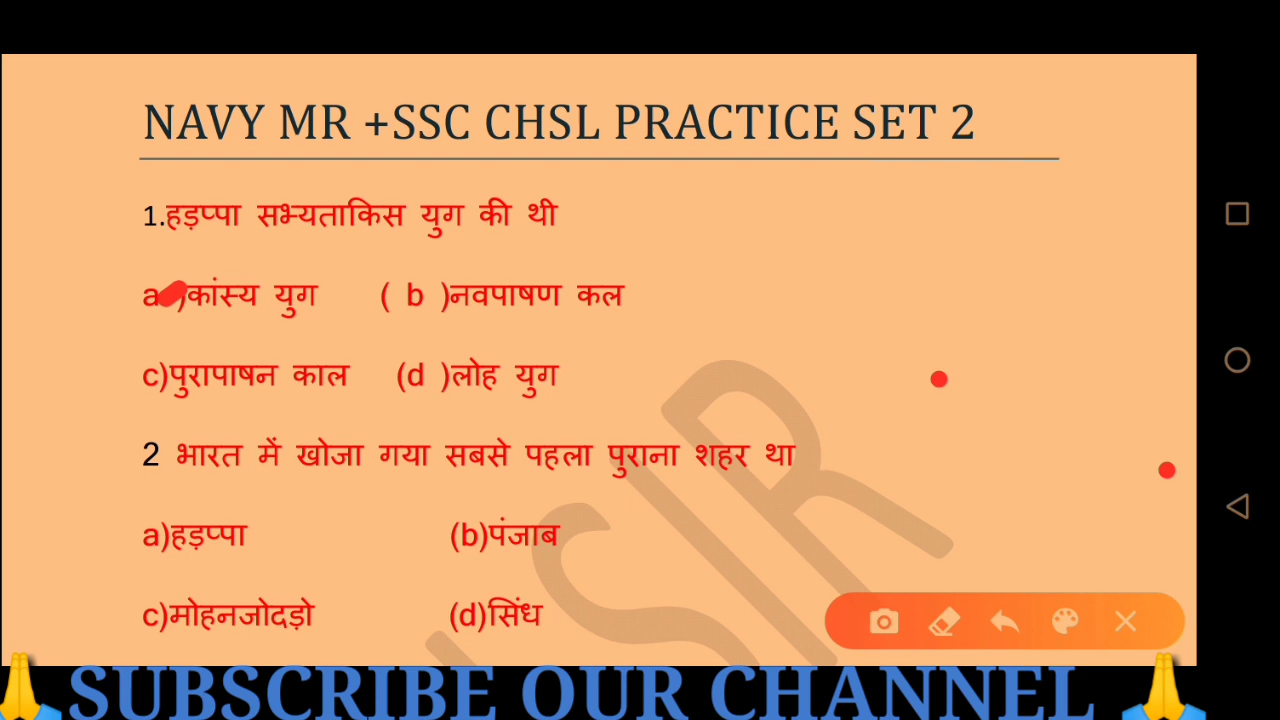 NAVY MR +SSC CHSL PRACTICE SET 2
1.हड़प्पा सभ्यताकिस युग की थी
a )कांस्य युग ( b )नवपाषण कल
c)पुरापाषन काल (d )लोह युग
2 भारत में खोजा गया सबसे पहला पुराना शहर था
a)हड़प्पा (b)पंजाब
c)मोहनजोदड़ो (d)सिंध
SIR
🙏SUBSCRIBE OUR CHANNEL 🙏